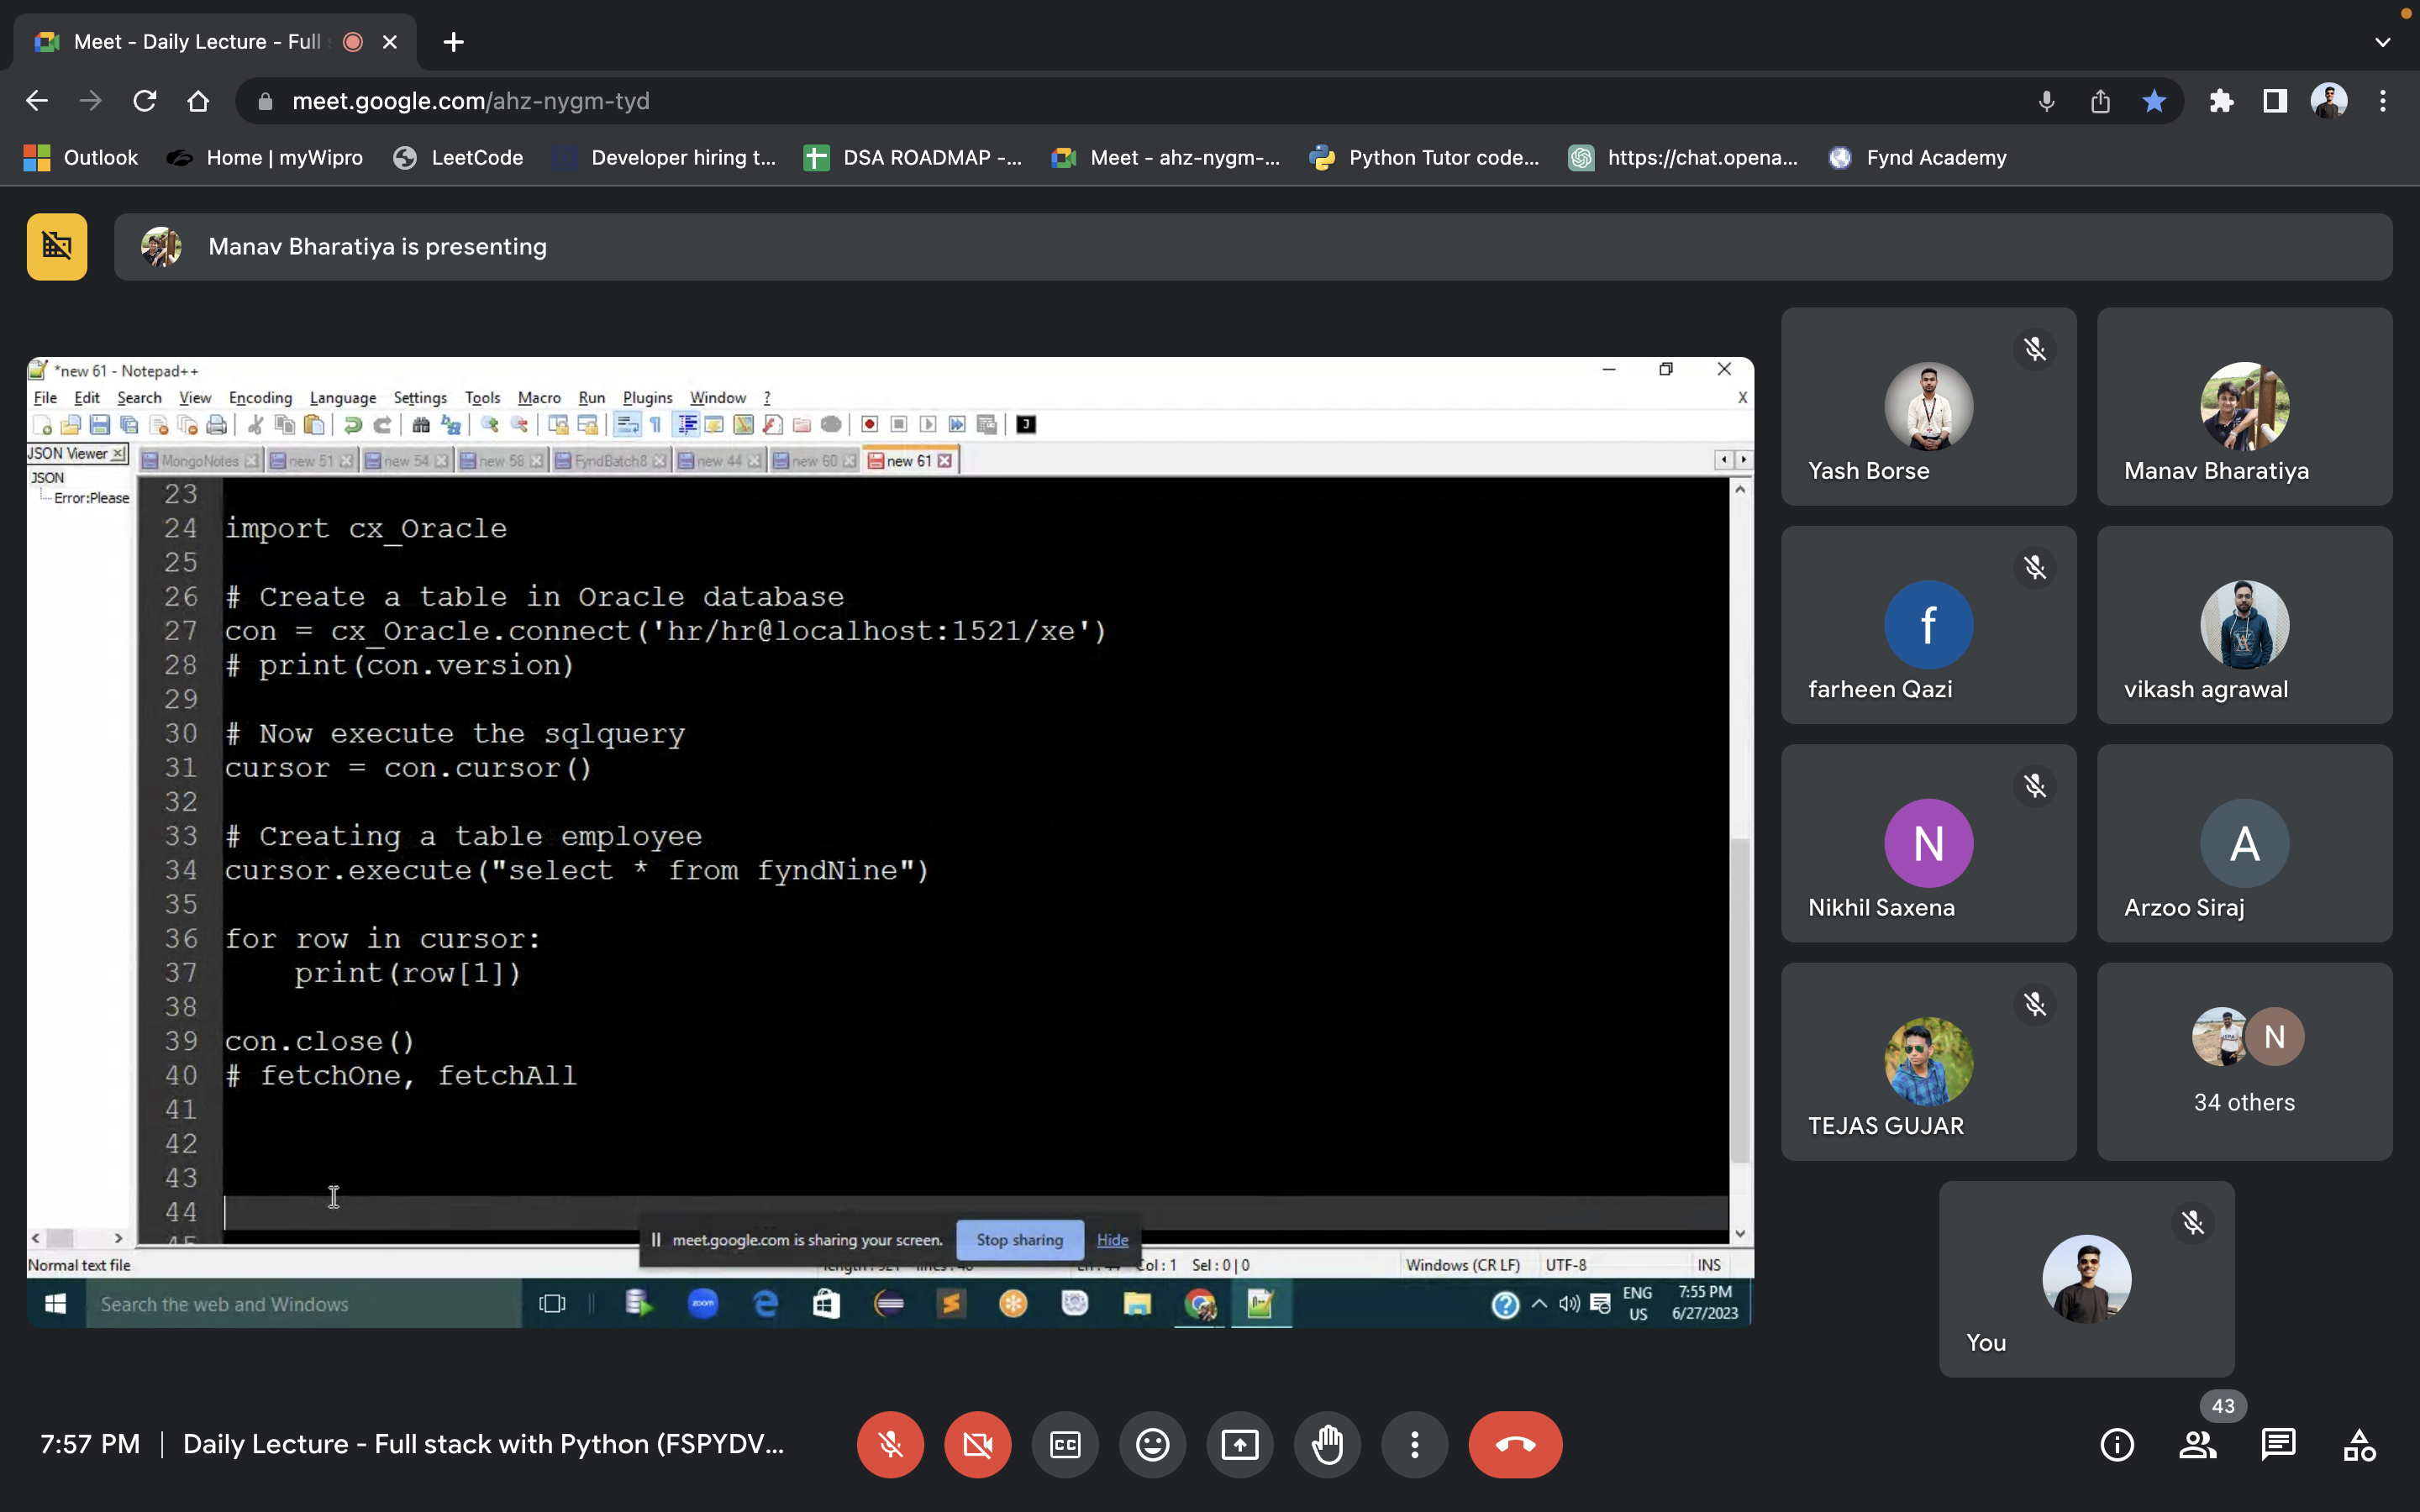 Meet - Daily Lecture - Full
meet.google.com/ahz-nygm-tyd
Outlook
Home | myWipro
LeetCode
Developer hiring t...
DSA ROADMAP -...
Meet - ahz-nygm-...
Python Tutor code...
https://chat.opena...
Fynd Academy
Manav Bharatiya is presenting
*new 61 - Notepad++
File Edit Search View Encoding Language Settings Tools Macro Run Plugins Window ?
X
J
JSON Viewer
MongoNotes new 51 new 54 new 58 FyndBatch8 new 44 new 60 new 61
JSON
Error:Please
23
24 import cx_Oracle
25
26 # Create a table in Oracle database
27 con = cx_Oracle.connect('hr/hr@localhost:1521/xe')
28 # print(con.version)
29
30 # Now execute the sqlquery
31 cursor = con.cursor()
32
33 # Creating a table employee
34 cursor.execute("select * from fyndNine")
35
36 for row in cursor:
37 print(row[1])
38
39 con.close()
40 # fetchOne, fetchAll
41
42
43
44
meet.google.com is sharing your screen. Stop sharing Hide
Normal text file
Col : 1 Sel : 0 | 0
Windows (CR LF) UTF-8 INS
Search the web and Windows
zoom
ENG
US
7:55 PM
6/27/2023
Yash Borse
Manav Bharatiya
f
farheen Qazi
vikash agrawal
N
Nikhil Saxena
A
Arzoo Siraj
TEJAS GUJAR
N
34 others
You
7:57 PM | Daily Lecture - Full stack with Python (FSPYDV...
CC
43